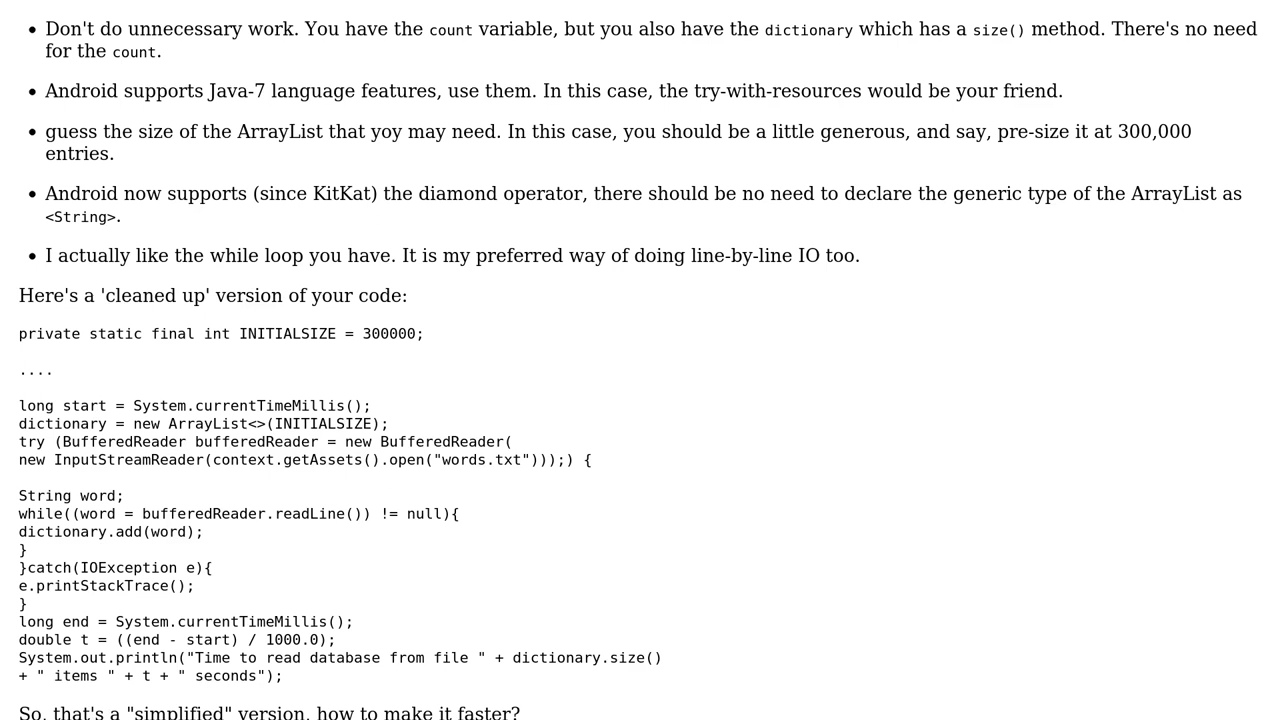 Don't do unnecessary work. You have the count variable, but you also have the dictionary which has a size() method. There's no need
for the count.
Android supports Java-7 language features, use them. In this case, the try-with-resources would be your friend.
guess the size of the ArrayList that yoy may need. In this case, you should be a little generous, and say, pre-size it at 300,000
entries.
Android now supports (since KitKat) the diamond operator, there should be no need to declare the generic type of the ArrayList as
<String>.
I actually like the while loop you have. It is my preferred way of doing line-by-line IO too.
Here's a 'cleaned up' version of your code:
private static final int INITIALSIZE = 300000;
....
long start = System.currentTimeMillis();
dictionary = new ArrayList<>(INITIALSIZE);
try (BufferedReader bufferedReader = new BufferedReader(
new InputStreamReader(context.getAssets().open("words.txt")));) {
String word;
while((word = bufferedReader.readLine()) != null){
dictionary.add(word);
}
}catch(IOException e){
e.printStackTrace();
}
long end = System.currentTimeMillis();
double t = ((end - start) / 1000.0);
System.out.println("Time to read database from file " + dictionary.size()
+ " items " + t + " seconds");
So, that's a "simplified" version, how to make it faster?